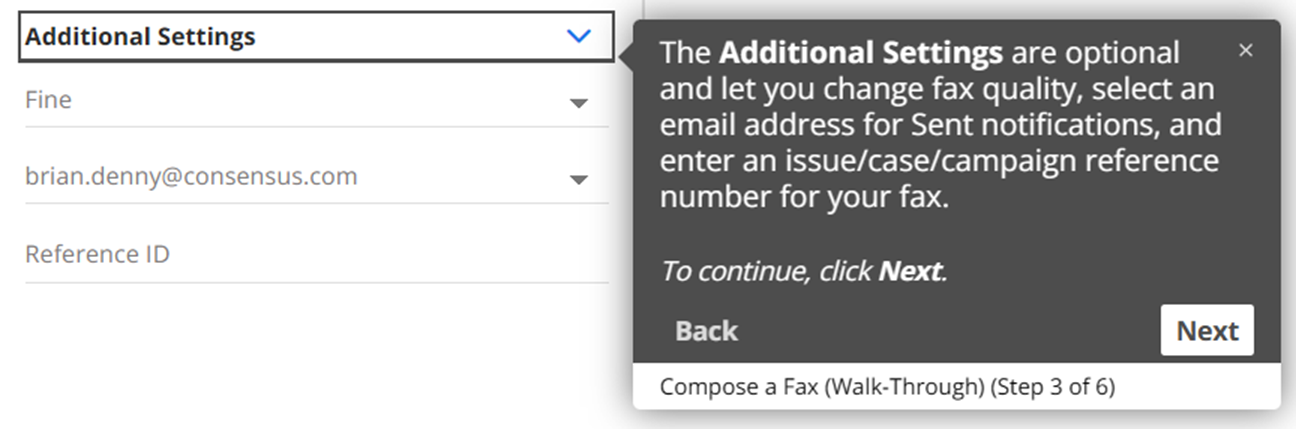 Additional Settings
Fine
brian.denny@consensus.com
Reference ID
The Additional Settings are optional
and let you change fax quality, select an
email address for Sent notifications, and
enter an issue/case/campaign reference
number for your fax.
To continue, click Next.
Back
Next
Compose a Fax (Walk-Through) (Step 3 of 6)